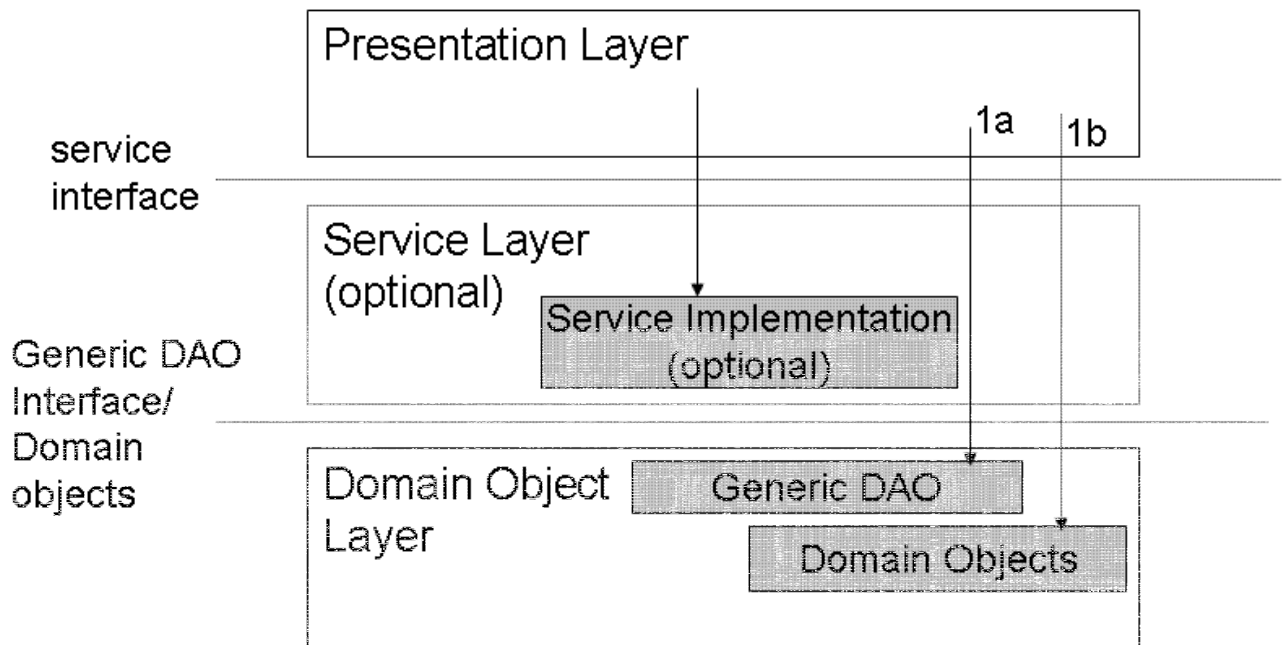 Presentation Layer
1a
1b
service
interface
Service Layer
(optional)
Service Implementation
(optional)
Generic DAO
Interface/
Domain
objects
Domain Object
Layer
Generic DAO
Domain Objects